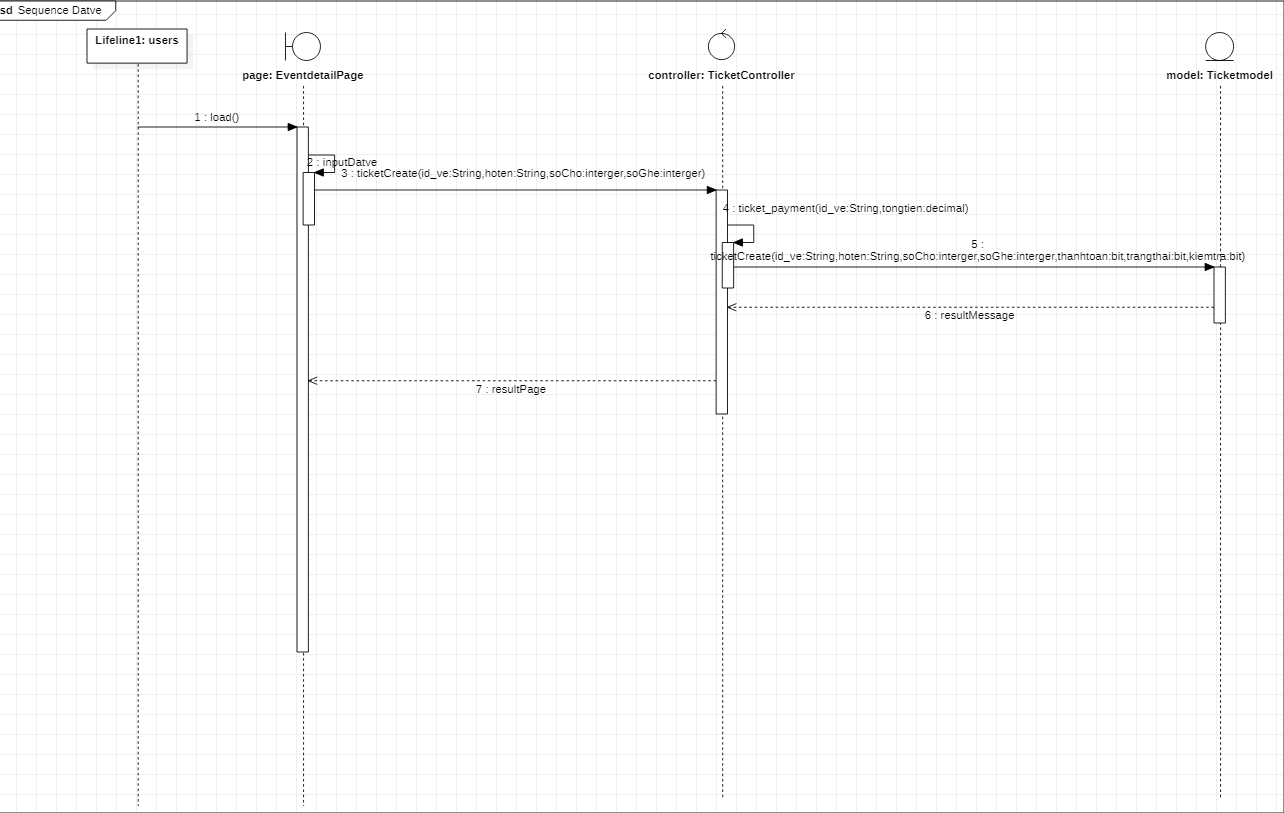 sd Sequence Datve
Lifeline1: users
page: EventdetailPage
controller: TicketController
model: Ticketmodel
1 : load()
2 : inputDatve
3 : ticketCreate(id_ve:String,hoten:String,soCho:interger,soGhe:interger)
4 : ticket_payment(id_ve:String,tongtien:decimal)
5 :
ticketCreate(id_ve:String,hoten:String,soCho:interger,soGhe:interger,thanhtoan:bit,trangthai:bit,kiemtra:bit)
6 : resultMessage
7 : resultPage